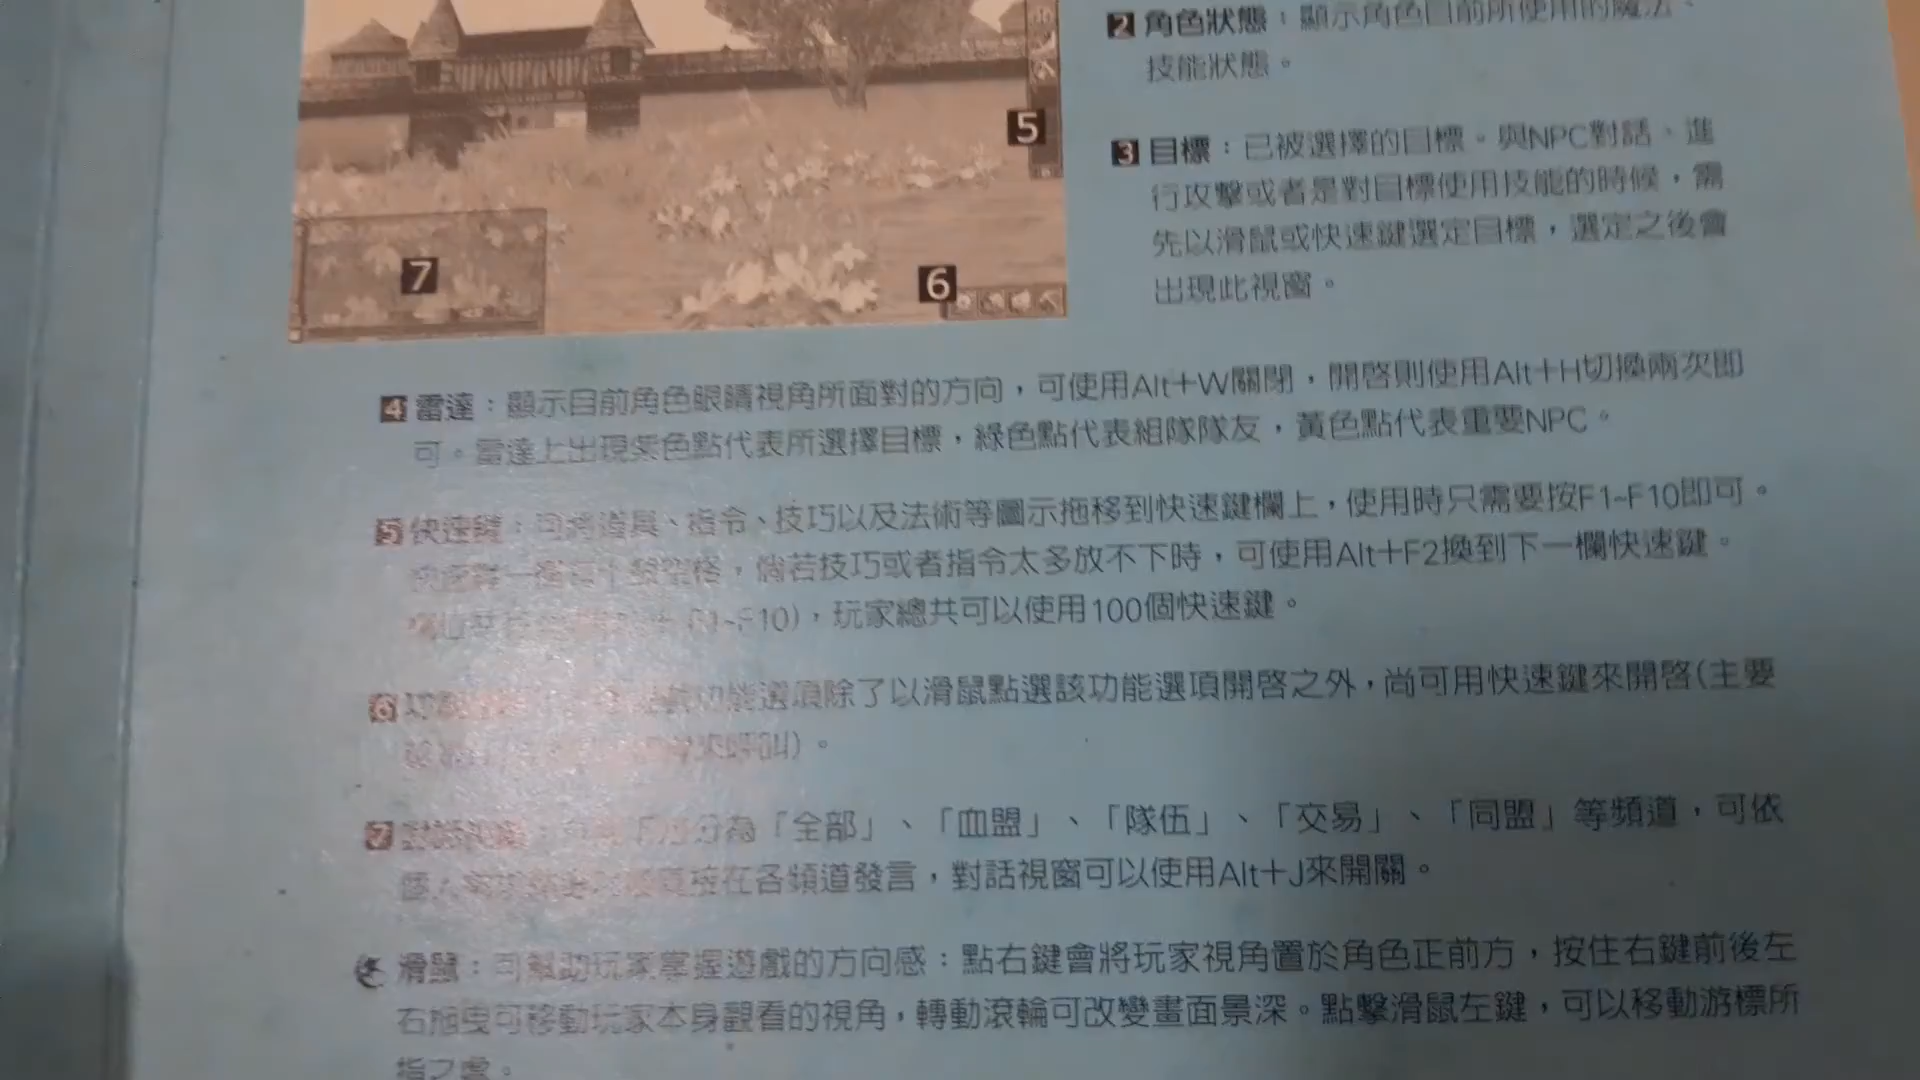 2 角色狀態：顯示角色目前所使用的魔法、
技能狀態。
5
3 目標：已被選擇的目標。與NPC對話、進
行攻擊或者是對目標使用技能的時候，需
先以滑鼠或快速鍵選定目標，選定之後會
出現此視窗。
7
6
4 雷達：顯示目前角色眼睛視角所面對的方向，可使用Alt+W關閉，開啓則使用Alt+H切換兩次即
可。雷達上出現紫色點代表所選擇目標，綠色點代表組隊隊友，黃色點代表重要NPC。
5 快速鍵：可將道具、指令、技巧以及法術等圖示拖移到快速鍵欄上，使用時只需要按F1~F10即可。
倘若技巧或者指令太多放不下時，可使用Alt+F2換到下一欄快速鍵。
F10)，玩家總共可以使用100個快速鍵。
6 功能選項除了以滑鼠點選該功能選項開啓之外，尚可用快速鍵來開啓(主要
呼叫)。
7 分為「全部」、「血盟」、「隊伍」、「交易」、「同盟」等頻道，可依
在各頻道發言，對話視窗可以使用Alt+J來開關。
滑鼠：可幫助玩家掌握遊戲的方向感：點右鍵會將玩家視角置於角色正前方，按住右鍵前後左
右拖曳可移動玩家本身觀看的視角，轉動滾輪可改變畫面景深。點擊滑鼠左鍵，可以移動游標所
指之處。